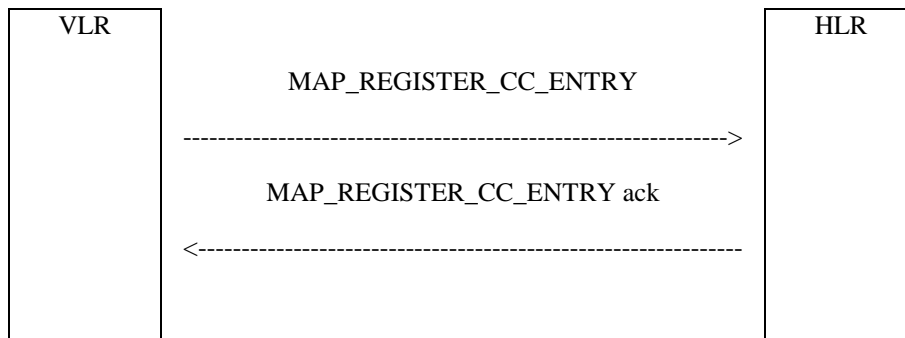 VLR HLR
MAP_REGISTER_CC_ENTRY
--------------------------------------------------------------->
MAP_REGISTER_CC_ENTRY ack
<---------------------------------------------------------------